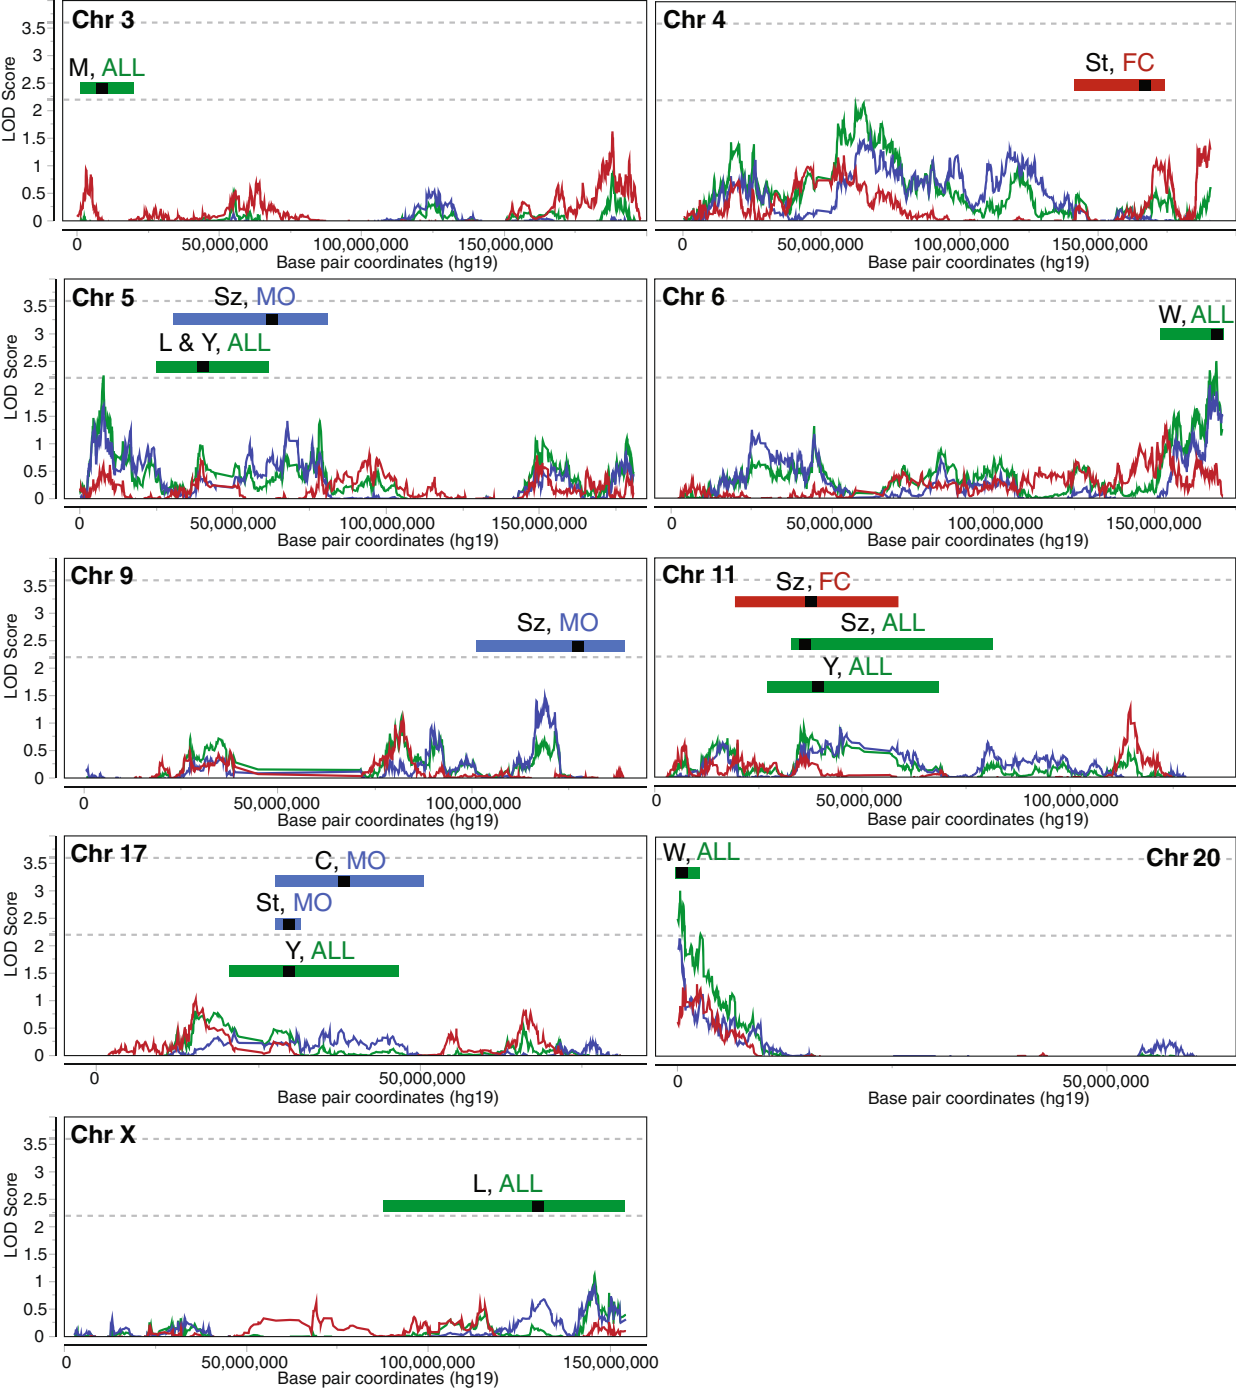 Chr 3
M, ALL
LOD Score
3.5
3
2.5
2
1.5
1
0.5
0
0 50,000,000 100,000,000 150,000,000
Base pair coordinates (hg19)
Chr 4
St, FC
0 50,000,000 100,000,000 150,000,000
Base pair coordinates (hg19)
Chr 5
Sz, MO
L & Y, ALL
LOD Score
3.5
3
2.5
2
1.5
1
0.5
0
0 50,000,000 100,000,000 150,000,000
Base pair coordinates (hg19)
Chr 6
W, ALL
0 50,000,000 100,000,000 150,000,000
Base pair coordinates (hg19)
Chr 9
Sz, MO
LOD Score
3.5
3
2.5
2
1.5
1
0.5
0
0 50,000,000 100,000,000
Base pair coordinates (hg19)
Chr 11
Sz, FC
Sz, ALL
Y, ALL
0 50,000,000 100,000,000
Base pair coordinates (hg19)
Chr 17
C, MO
St, MO
Y, ALL
LOD Score
3.5
3
2.5
2
1.5
1
0.5
0
0 50,000,000
Base pair coordinates (hg19)
W, ALL
Chr 20
0 50,000,000
Base pair coordinates (hg19)
Chr X
L, ALL
LOD Score
3.5
3
2.5
2
1.5
1
0.5
0
0 50,000,000 100,000,000 150,000,000
Base pair coordinates (hg19)